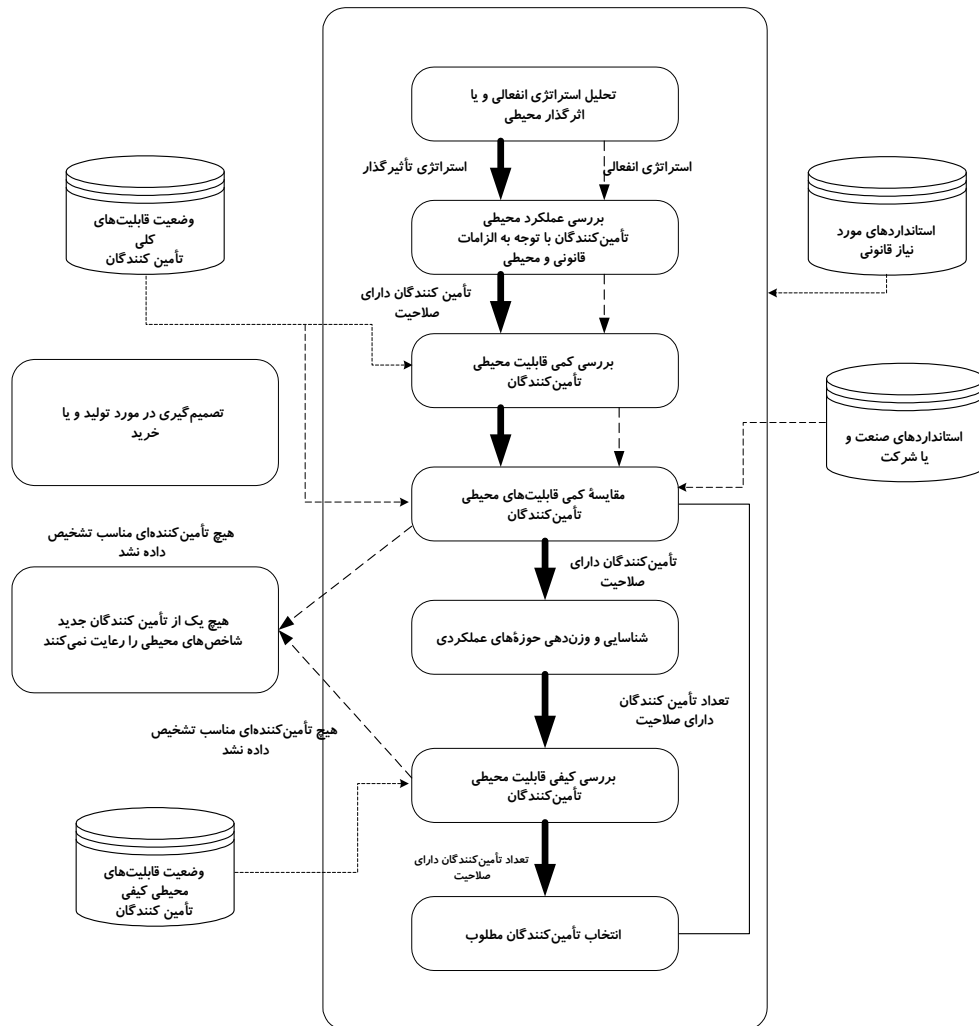 تحلیل استراتژی انفعالی و یا
اثرگذار محیطی
استراتژی انفعالی
استراتژی تأثیرگذار
استانداردهای مورد
نیاز قانونی
بررسی عملکرد محیطی
تأمین‌کنندگان با توجه به الزامات
قانونی و محیطی
وضعیت قابلیت‌های
کلی
تأمین کنندگان
تأمین کنندگان دارای
صلاحیت
بررسی کمی قابلیت محیطی
تأمین‌کنندگان
تصمیم‌گیری در مورد تولید و یا
خرید
استانداردهای صنعت و
یا شرکت
مقایسۀ کمی قابلیت‌های محیطی
تأمین‌کنندگان
هیچ تأمین‌کننده‌ای مناسب تشخیص
داده نشد
تأمین‌کنندگان دارای
صلاحیت
هیچ یک از تأمین کنندگان جدید
شاخص‌های محیطی را رعایت نمی‌کنند
شناسایی و وزن‌دهی حوزه‌های عملکردی
تعداد تأمین کنندگان
دارای صلاحیت
هیچ تأمین‌کننده‌ای مناسب تشخیص
داده نشد
بررسی کیفی قابلیت محیطی
تأمین‌کنندگان
وضعیت قابلیت‌های
محیطی کیفی
تأمین کنندگان
تعداد تأمین‌کنندگان دارای
صلاحیت
انتخاب تأمین‌کنندگان مطلوب